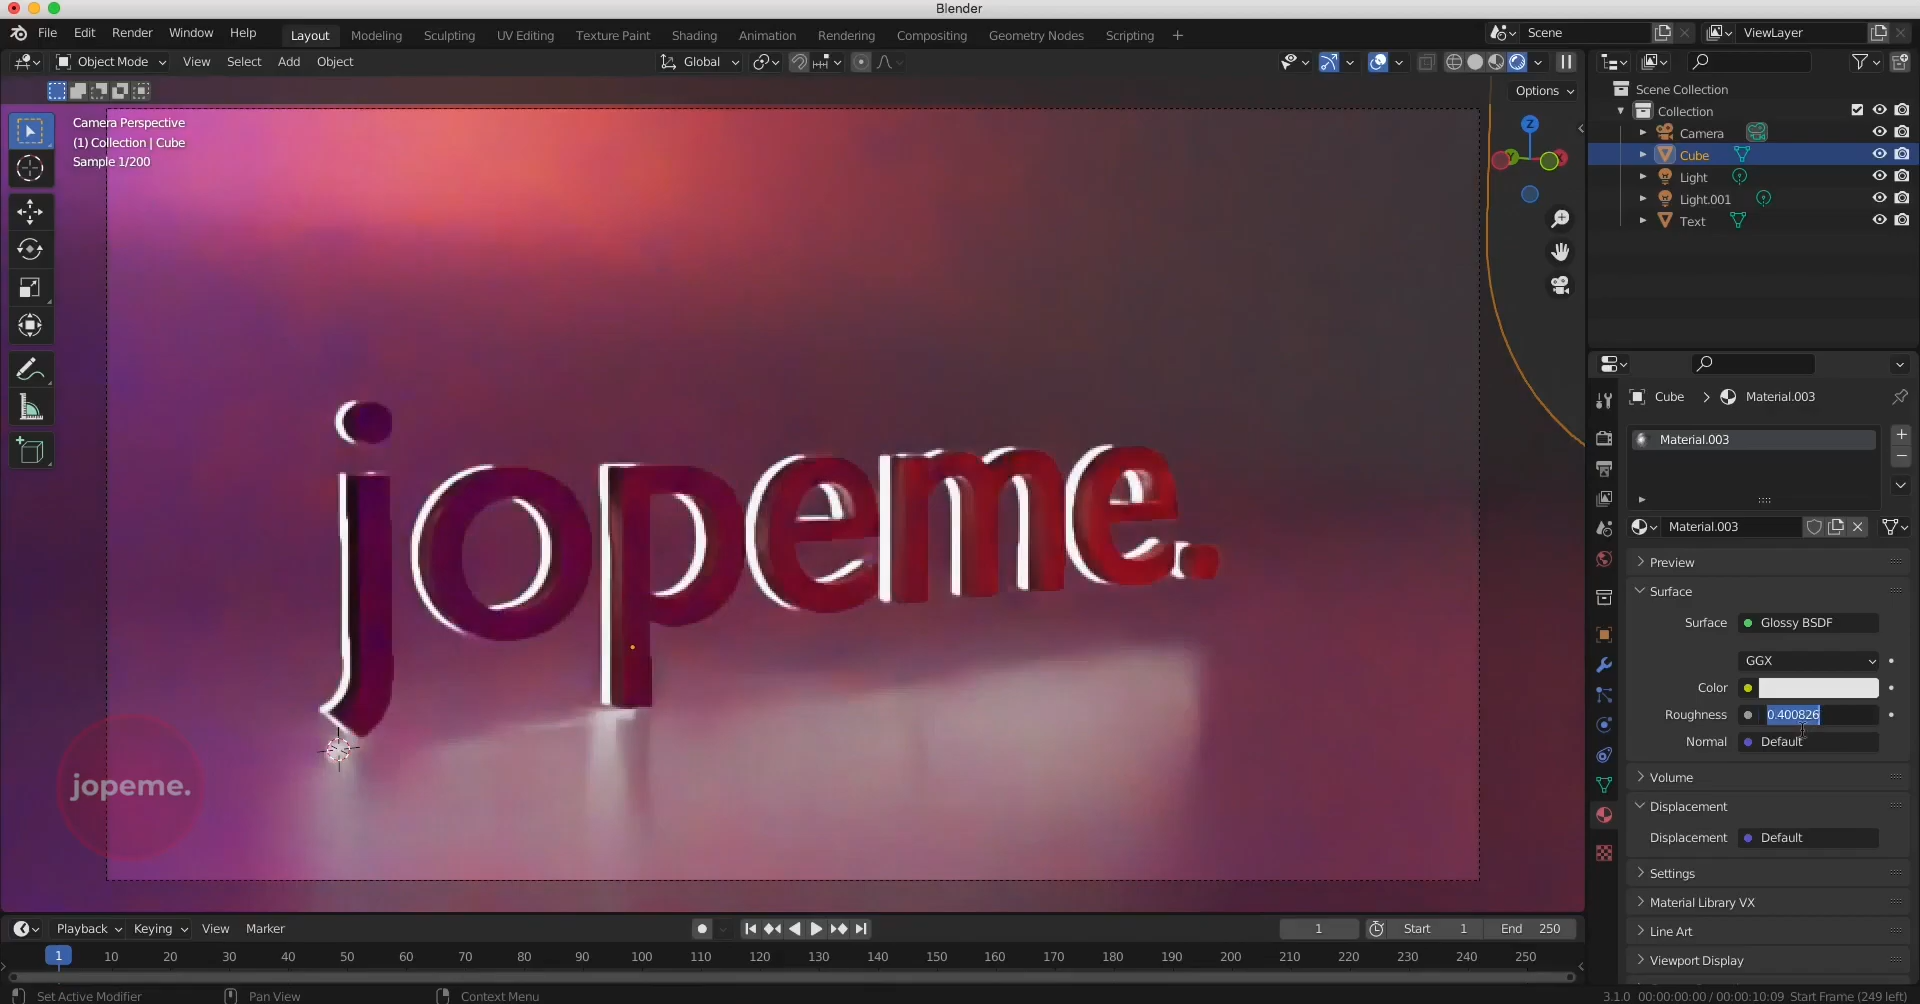 Blender
File Edit Render Window Help
Layout Modeling Sculpting UV Editing Texture Paint Shading Animation Rendering Compositing Geometry Nodes Scripting +
Scene
ViewLayer
Object Mode View Select Add Object
Global
Options
Camera Perspective
(1) Collection | Cube
Sample 1/200
Z
Y
X
jopeme.
jopeme.
Scene Collection
Collection
Camera
Cube
Light
Light.001
Text
Cube > Material.003
Material.003
Material.003
Preview
Surface
Surface Glossy BSDF
GGX
Color
Roughness 0.400826
Normal Default
Volume
Displacement
Displacement Default
Settings
Material Library VX
Line Art
Viewport Display
Playback Keying View Marker
1 Start 1 End 250
1 10 20 30 40 50 60 70 80 90 100 110 120 130 140 150 160 170 180 190 200 210 220 230 240 250
Set Active Modifier Pan View Context Menu
3.1.0 00:00:00:00 / 00:00:10:09 Start Frame (249 left)